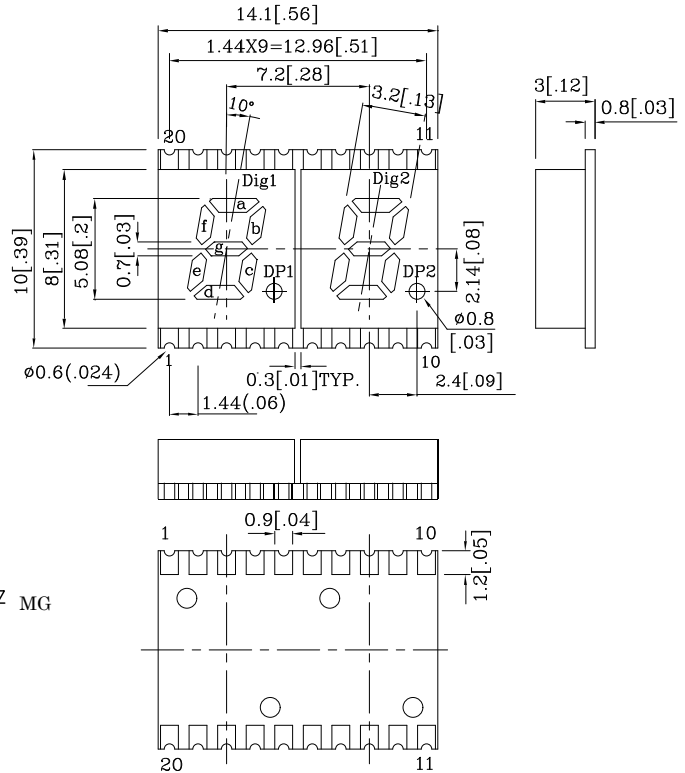 14.1[.56]
1.44X9=12.96[.51]
7.2[.28]
3[.12]
10°
3.2[.13]
0.8[.03]
20
11
Dig1
Dig2
a
f
b
g
e
c
d
DP1
DP2
10[.39]
8[.31]
5.08[.2]
0.7[.03]
2.14[.08]
ø0.8
[.03]
1
10
ø0.6(.024)
0.3[.01]TYP.
2.4[.09]
1.44(.06)
0.9[.04]
1
10
1.2[.05]
Z MG
20
11